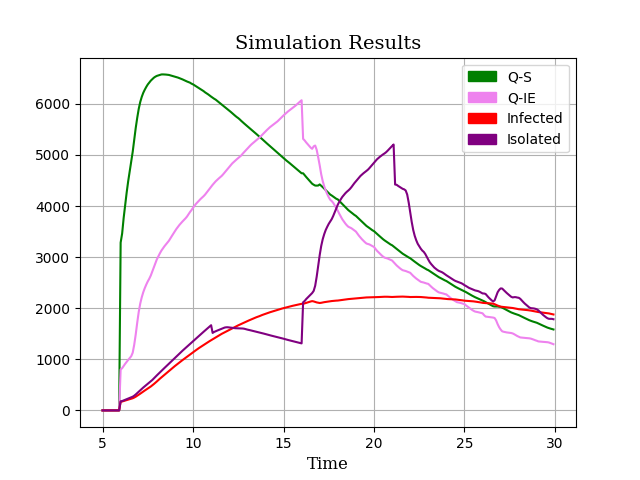 Simulation Results
Q-S
Q-IE
Infected
Isolated
6000
5000
4000
3000
2000
1000
0
5 10 15 20 25 30
Time